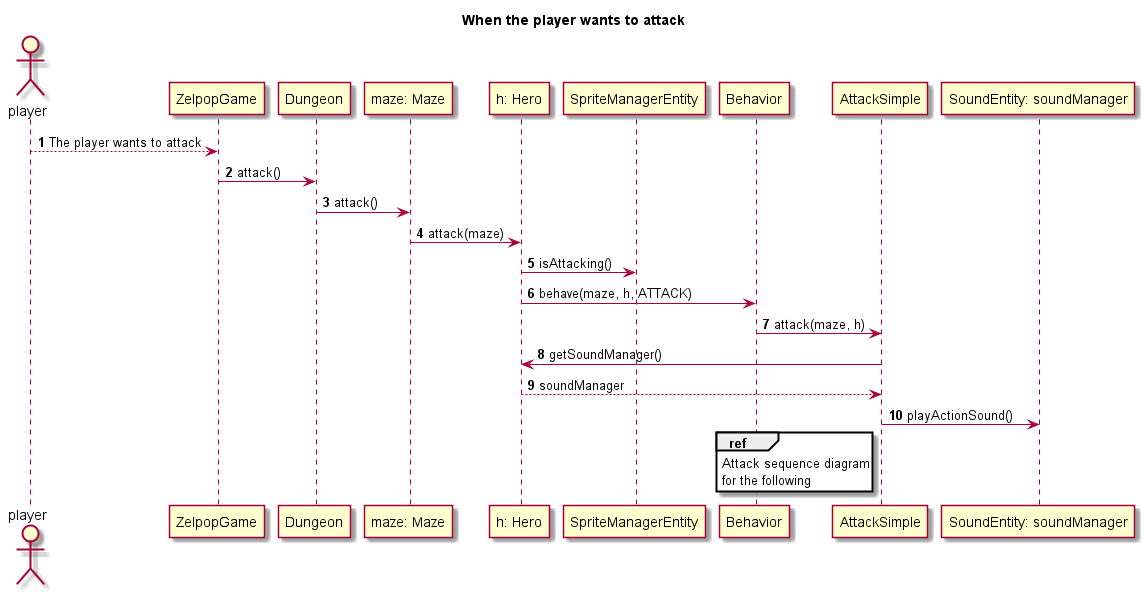 When the player wants to attack
player
ZelpopGame
Dungeon
maze: Maze
h: Hero
SpriteManagerEntity
Behavior
AttackSimple
SoundEntity: soundManager
1 The player wants to attack
2 attack()
3 attack()
4 attack(maze)
5 isAttacking()
6 behave(maze, h, ATTACK)
7 attack(maze, h)
8 getSoundManager()
9 soundManager
10 playActionSound()
ref
Attack sequence diagram
for the following
player
ZelpopGame
Dungeon
maze: Maze
h: Hero
SpriteManagerEntity
Behavior
AttackSimple
SoundEntity: soundManager